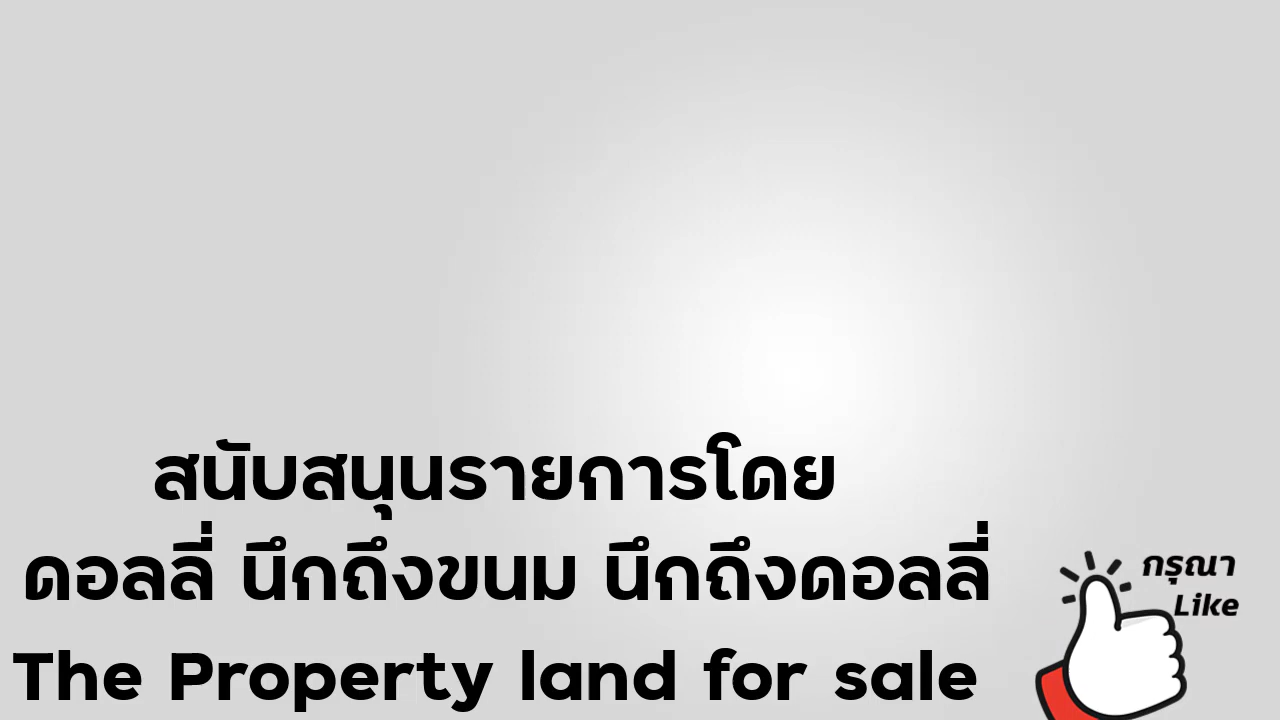 สนับสนุนรายการโดย
ดอลลี่ นึกถึงขนม นึกถึงดอลลี่
The Property land for sale
กรุณา
Like